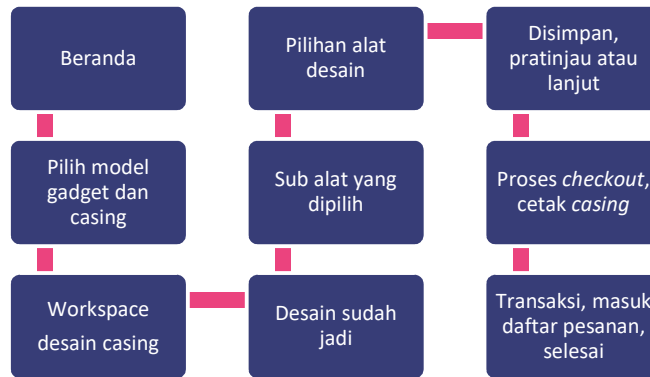 Beranda
Pilih model
gadget dan
casing
Workspace
desain casing
Desain sudah
jadi
Sub alat yang
dipilih
Pilihan alat
desain
Disimpan,
pratinjau atau
lanjut
Proses checkout,
cetak casing
Transaksi, masuk
daftar pesanan,
selesai